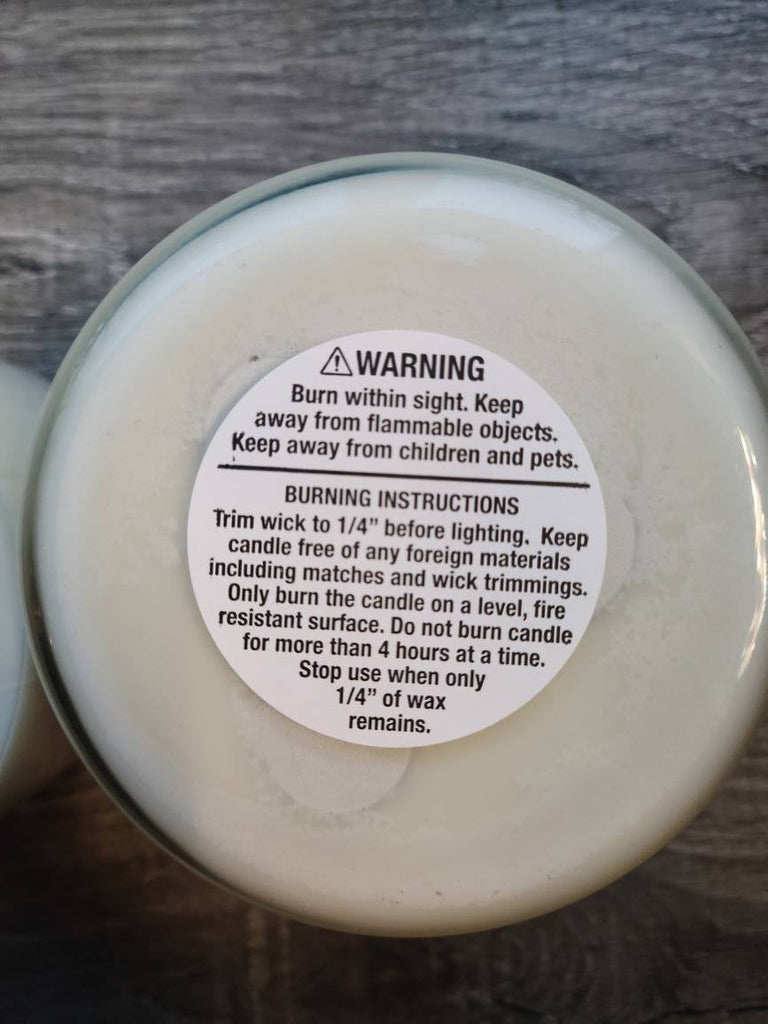 ⚠WARNING
Burn within sight. Keep
away from flammable objects.
Keep away from children and pets.
BURNING INSTRUCTIONS
Trim wick to 1/4” before lighting. Keep
candle free of any foreign materials
including matches and wick trimmings.
Only burn the candle on a level, fire
resistant surface. Do not burn candle
for more than 4 hours at a time.
Stop use when only
1/4” of wax
remains.